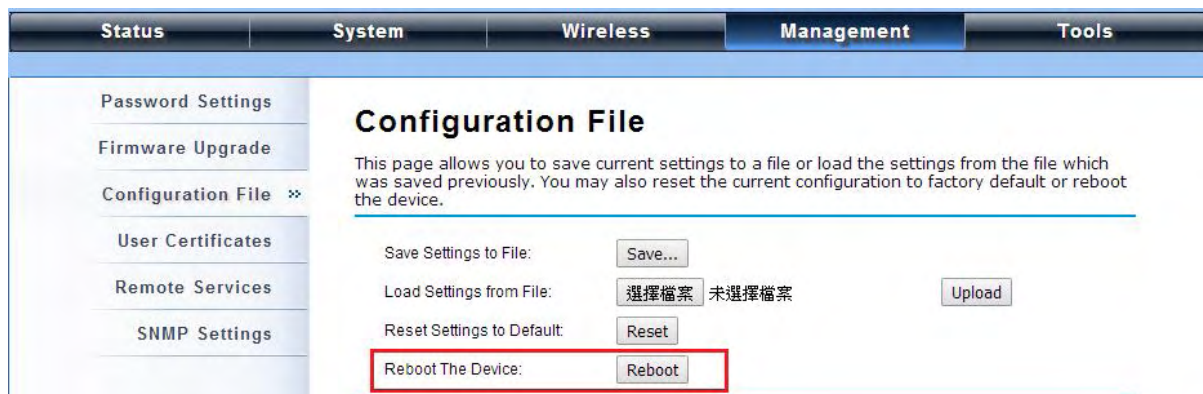 Status System Wireless Management Tools
Password Settings
Firmware Upgrade
Configuration File »
User Certificates
Remote Services
SNMP Settings
Configuration File
This page allows you to save current settings to a file or load the settings from the file which
was saved previously. You may also reset the current configuration to factory default or reboot
the device.
Save Settings to File: Save...
Load Settings from File: 選擇檔案 未選擇檔案 Upload
Reset Settings to Default: Reset
Reboot The Device: Reboot